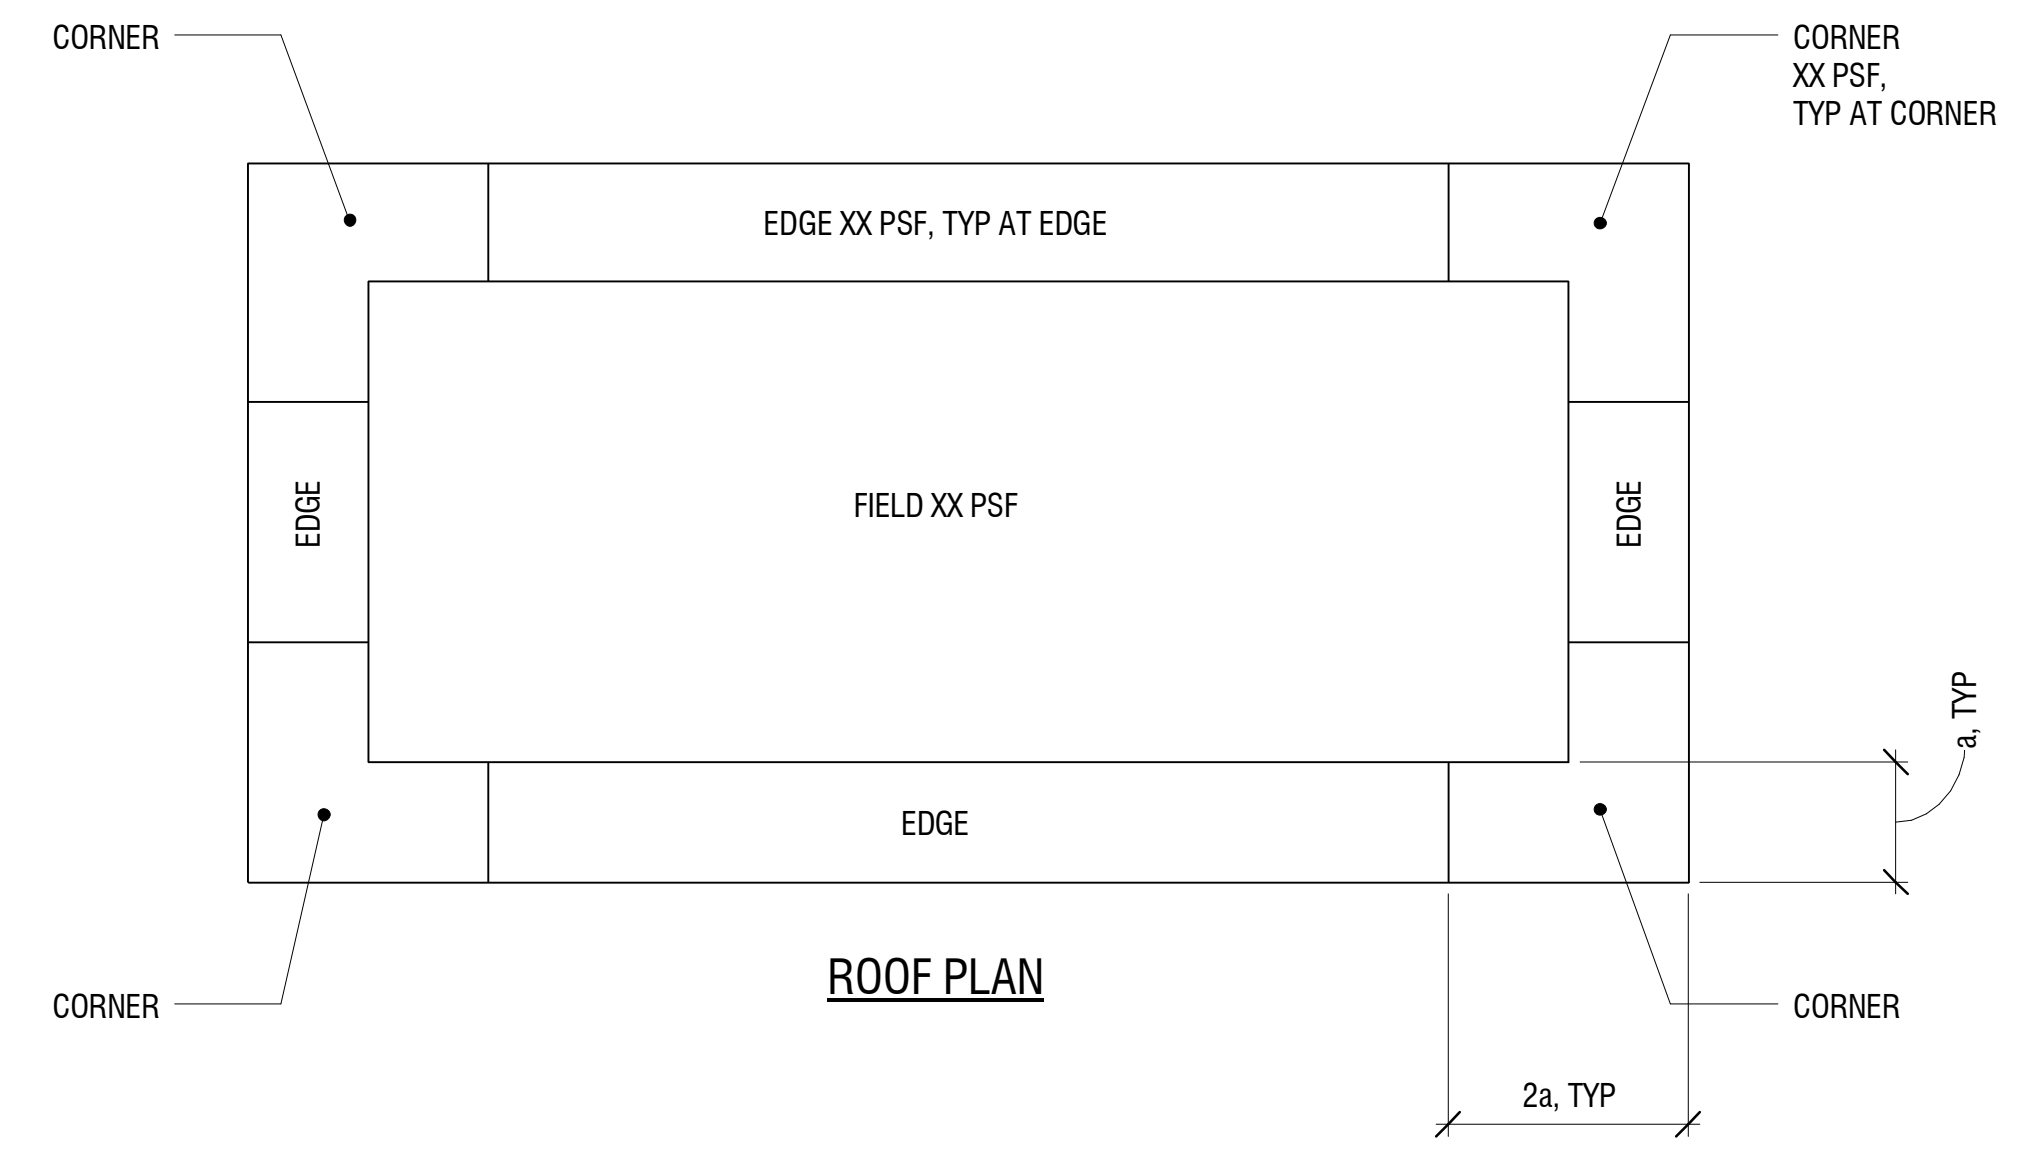 CORNER
CORNER
XX PSF,
TYP AT CORNER
EDGE XX PSF, TYP AT EDGE
EDGE
FIELD XX PSF
EDGE
a, TYP
EDGE
ROOF PLAN
CORNER
CORNER
2a, TYP